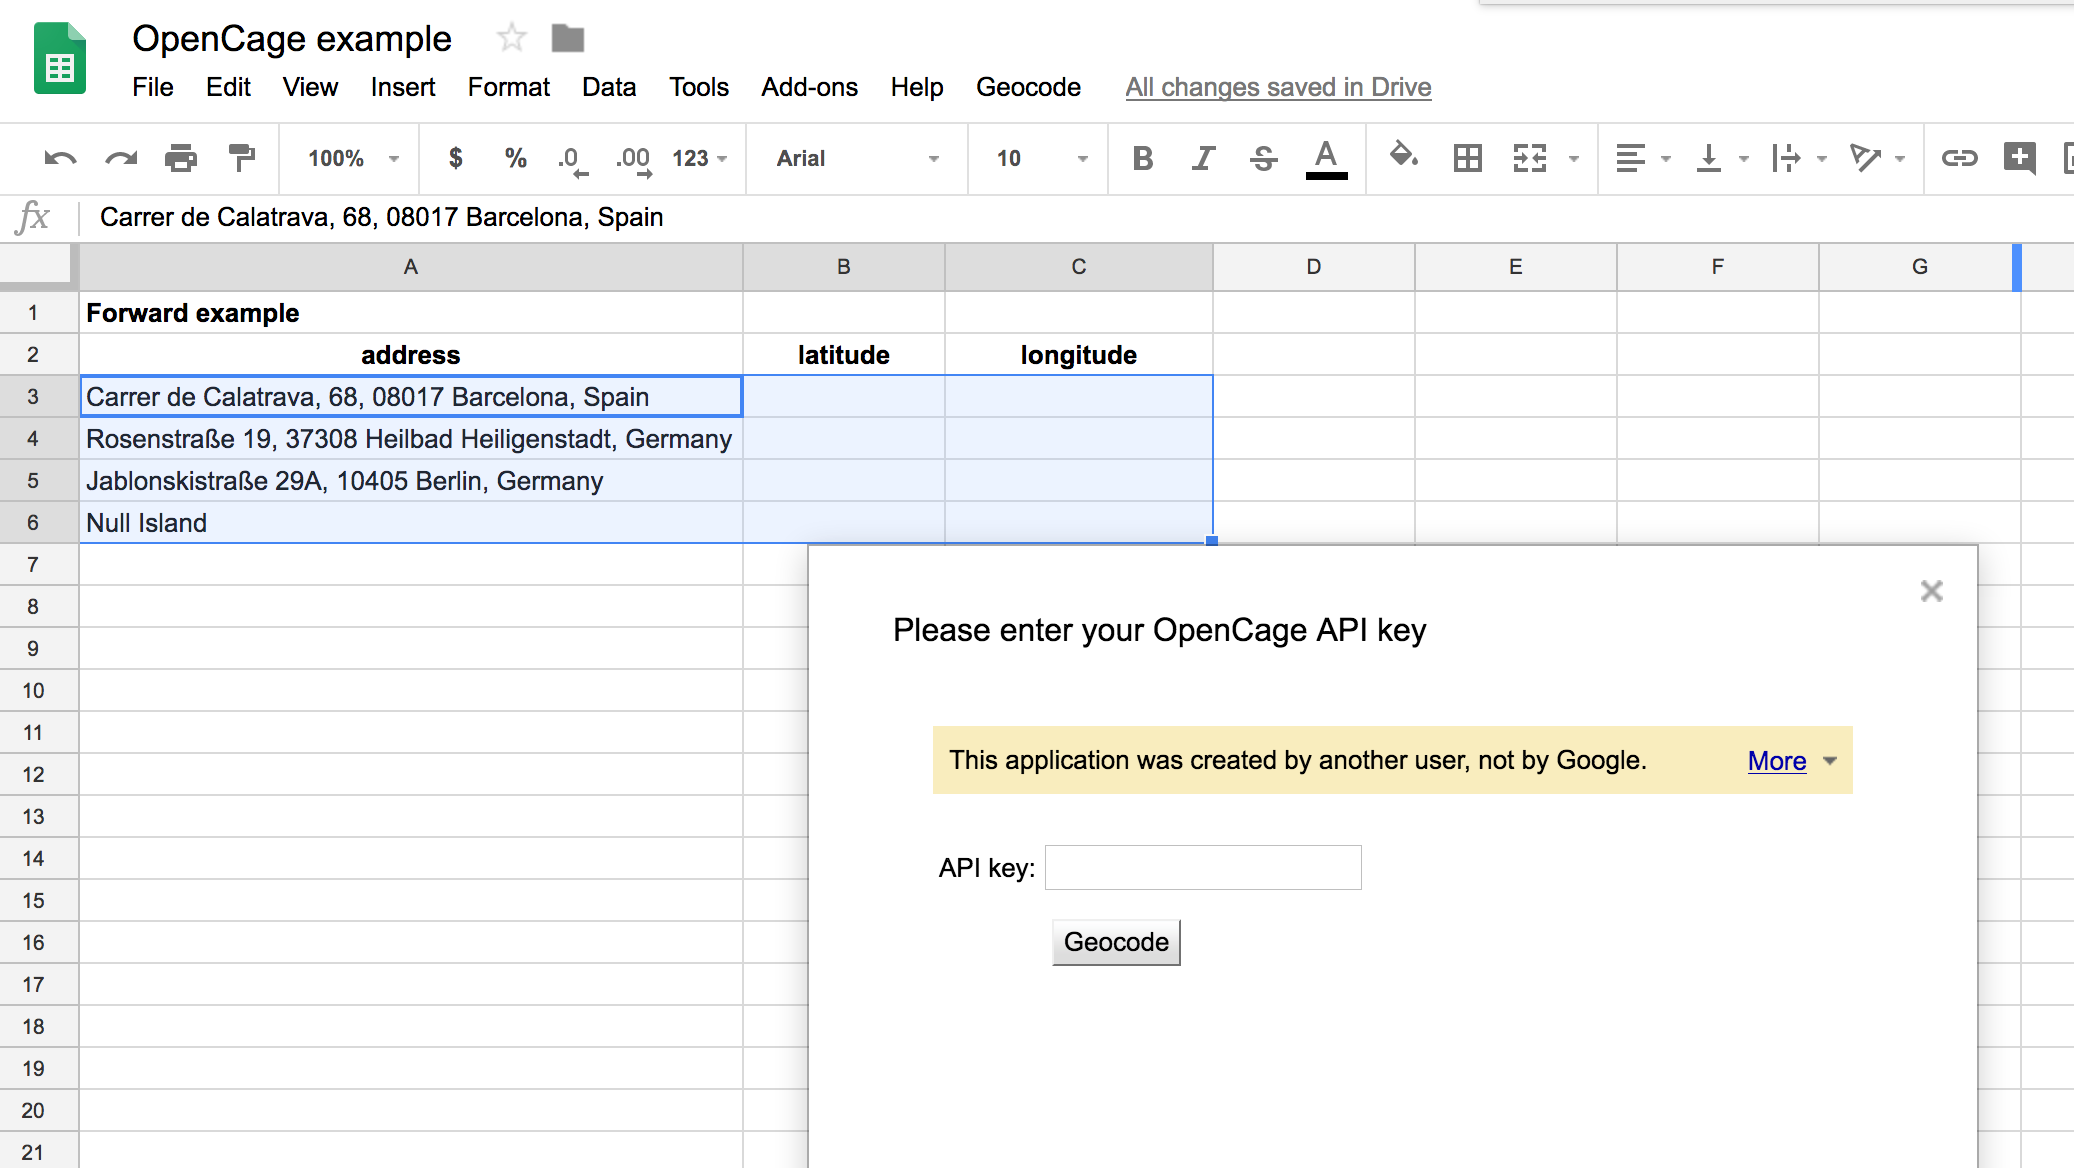 OpenCage example
File Edit View Insert Format Data Tools Add-ons Help Geocode All changes saved in Drive
100% $ % .0 .00 123 Arial 10 B I S A
fx Carrer de Calatrava, 68, 08017 Barcelona, Spain
A B C D E F G
1 Forward example
2 address latitude longitude
3 Carrer de Calatrava, 68, 08017 Barcelona, Spain
4 Rosenstraße 19, 37308 Heilbad Heiligenstadt, Germany
5 Jablonskistraße 29A, 10405 Berlin, Germany
6 Null Island
7
8
Please enter your OpenCage API key
9
10
11
This application was created by another user, not by Google. More
12
13
14
API key:
15
16
Geocode
17
18
19
20
21